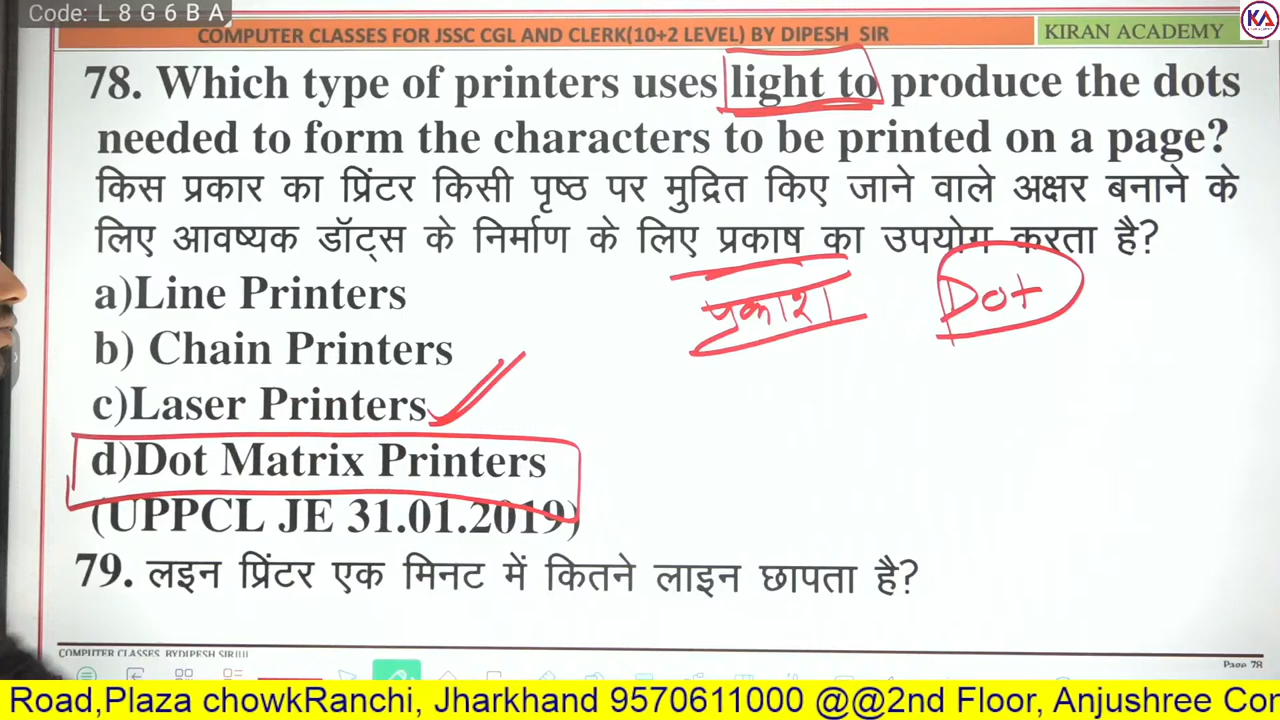 Code: L 8 G 6 B A
COMPUTER CLASSES FOR JSSC CGL AND CLERK(10+2 LEVEL) BY DIPESH SIR
KIRAN ACADEMY
KA
78. Which type of printers uses light to produce the dots
needed to form the characters to be printed on a page?
किस प्रकार का प्रिंटर किसी पृष्ठ पर मुद्रित किए जाने वाले अक्षर बनाने के
लिए आवष्यक डॉट्स के निर्माण के लिए प्रकाष का उपयोग करता है?
प्रकाश
Dot
a)Line Printers
b) Chain Printers
c)Laser Printers
d)Dot Matrix Printers
(UPPCL JE 31.01.2019)
79. लइन प्रिंटर एक मिनट में कितने लाइन छापता है?
COMPUTER CLASSES BYDIPESH SIR
Page 78
Road,Plaza chowkRanchi, Jharkhand 9570611000 @@2nd Floor, Anjushree Cor